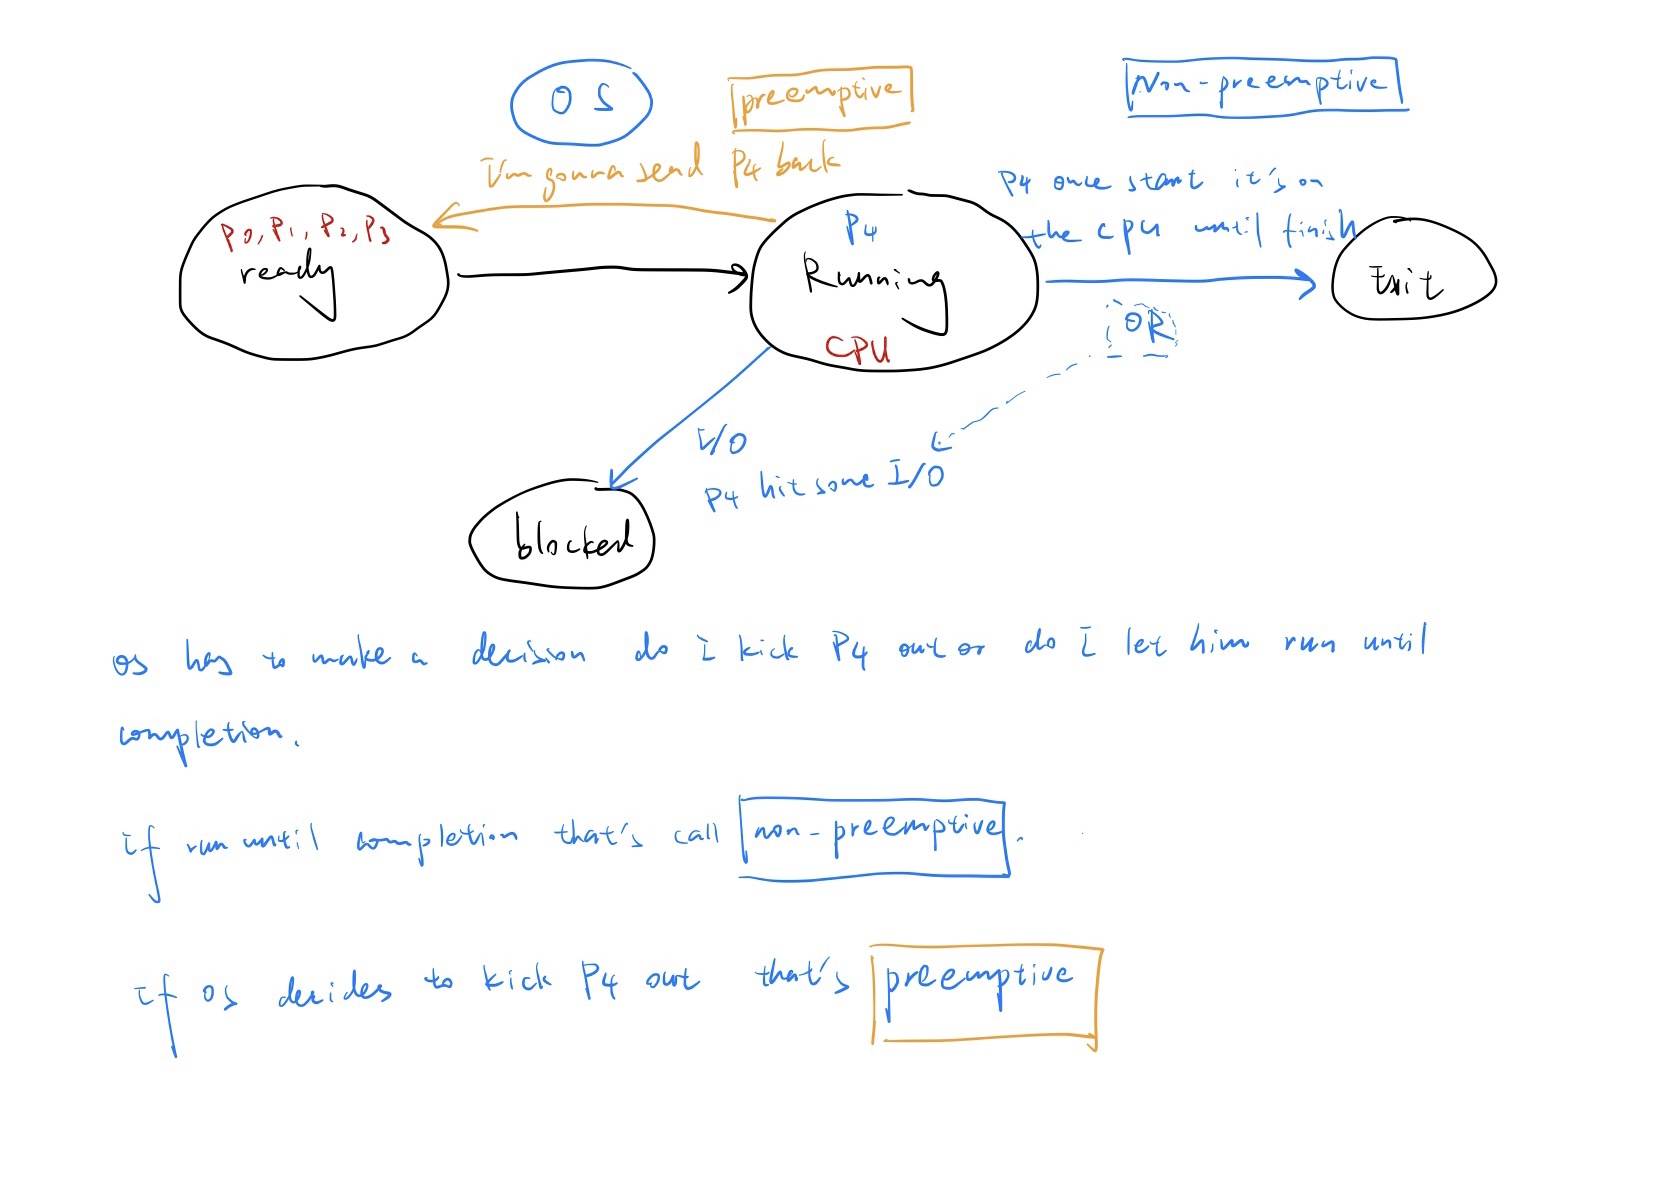 OS
preemptive
Non-preemptive
I'm gonna send P4 back
P4 once start it's on
the CPU until finish
P0, P1, P2, P3
ready
P4
Running
CPU
Exit
OR
I/O
P4 hit some I/O
blocked
OS has to make a decision do I kick P4 out or do I let him run until
completion.
if run until completion that's call non-preemptive.
if OS decides to kick P4 out that's preemptive